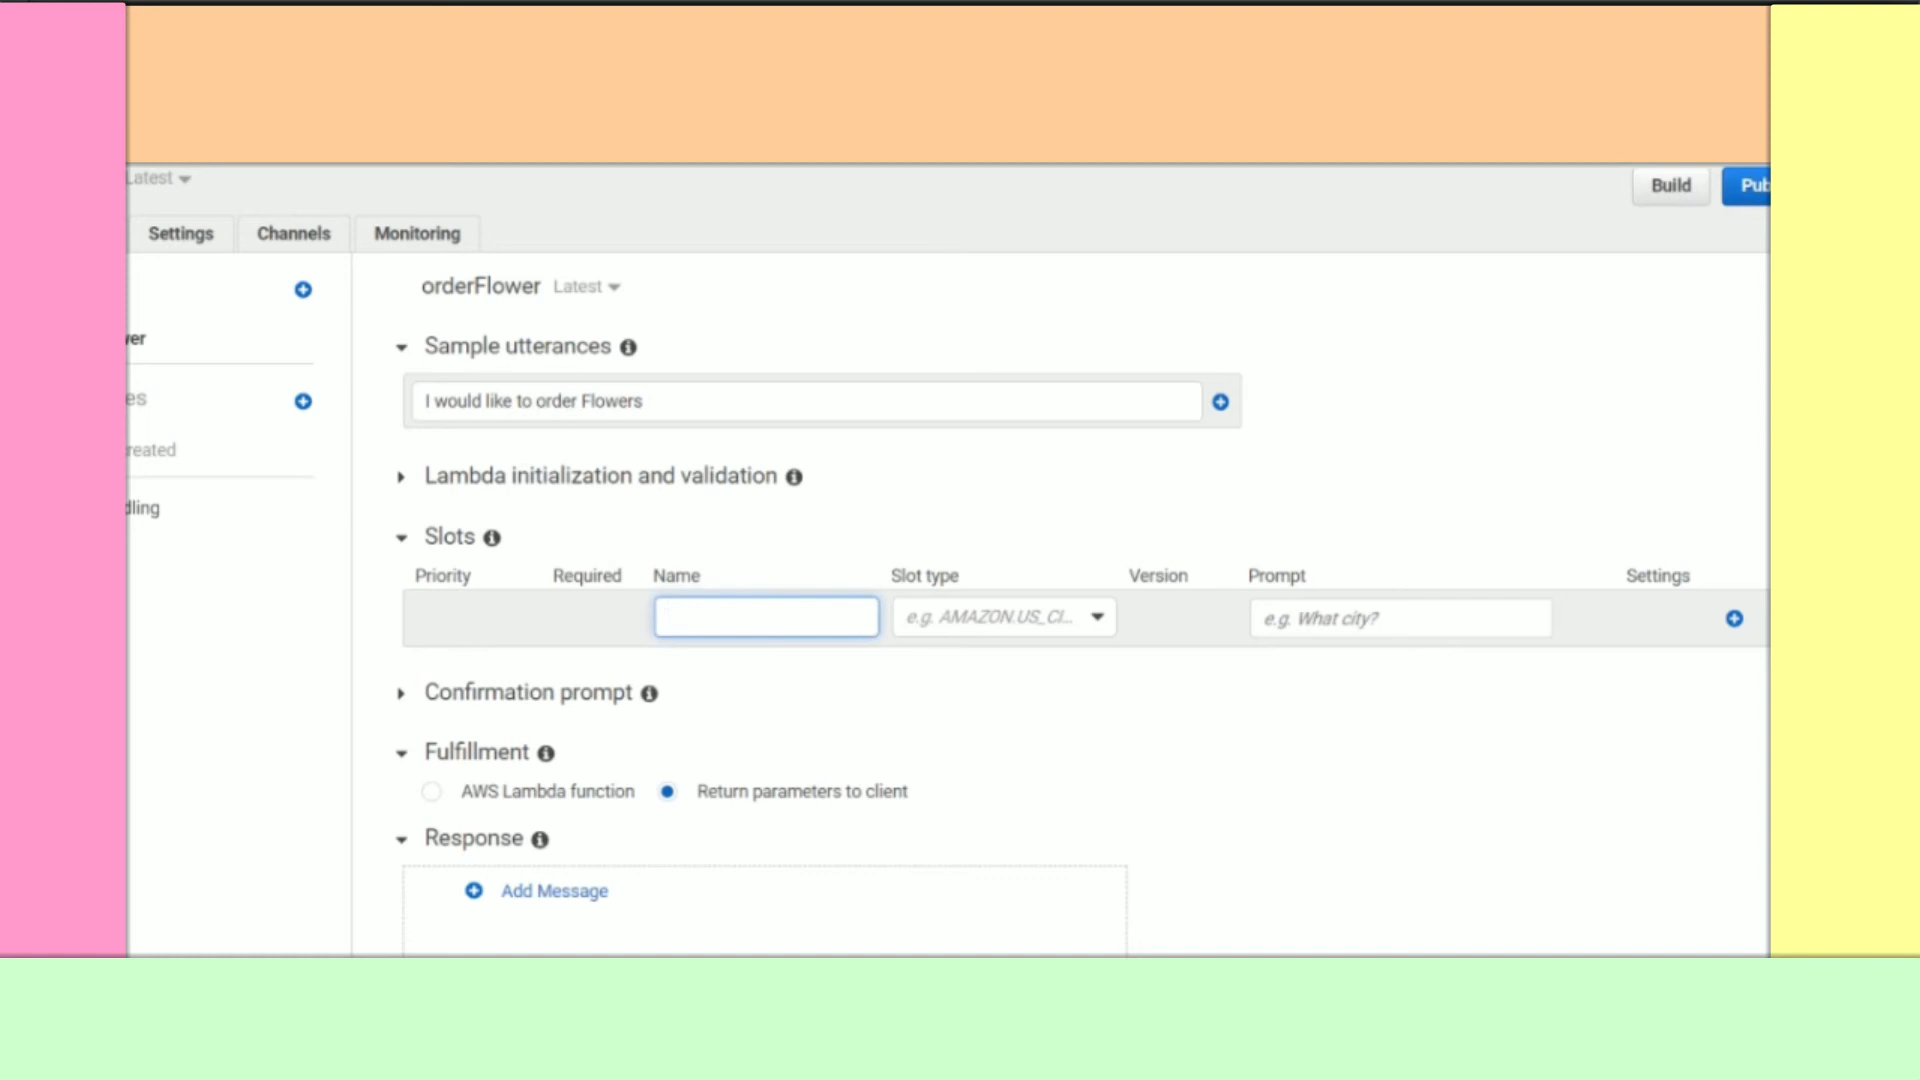 Latest
Build
Settings Channels Monitoring
orderFlower Latest
Sample utterances
I would like to order Flowers
Lambda initialization and validation
Slots
Priority Required Name Slot type Version Prompt Settings
e.g. AMAZON.US_CI... e.g. What city?
Confirmation prompt
Fulfillment
AWS Lambda function Return parameters to client
Response
Add Message